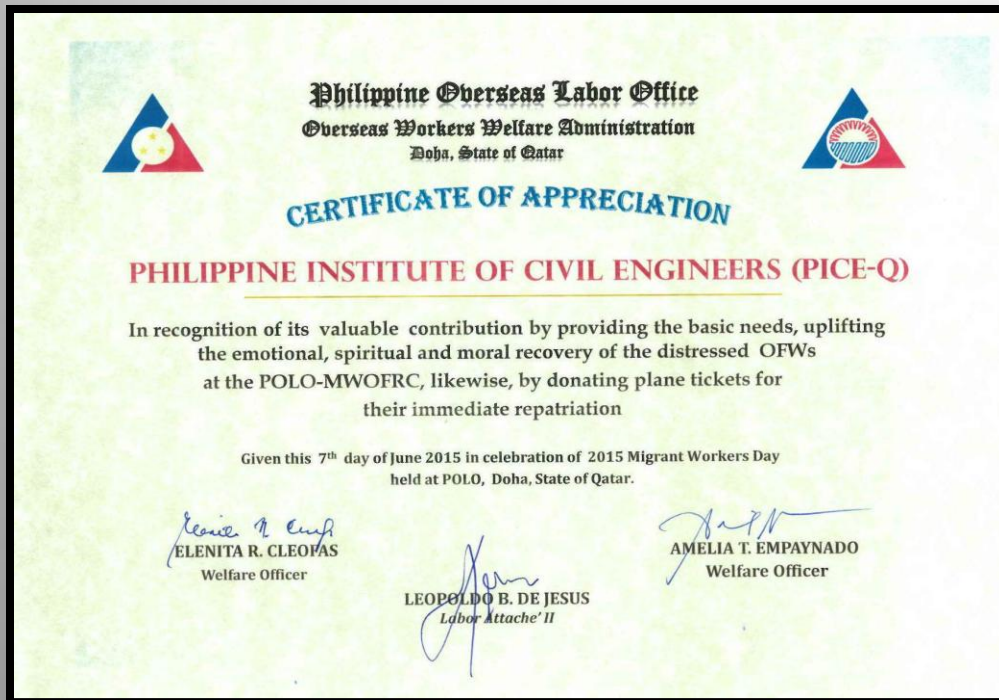 Philippine Overseas Labor Office
Overseas Workers Welfare Administration
Doha, State of Qatar
CERTIFICATE OF APPRECIATION
PHILIPPINE INSTITUTE OF CIVIL ENGINEERS (PICE-Q)
In recognition of its valuable contribution by providing the basic needs, uplifting
the emotional, spiritual and moral recovery of the distressed OFWs
at the POLO-MWOFRC, likewise, by donating plane tickets for
their immediate repatriation
Given this 7th day of June 2015 in celebration of 2015 Migrant Workers Day
held at POLO, Doha, State of Qatar.
ELENITA R. CLEOFAS
Welfare Officer
AMELIA T. EMPAYNADO
Welfare Officer
LEOPOLDO B. DE JESUS
Labor Attache' II